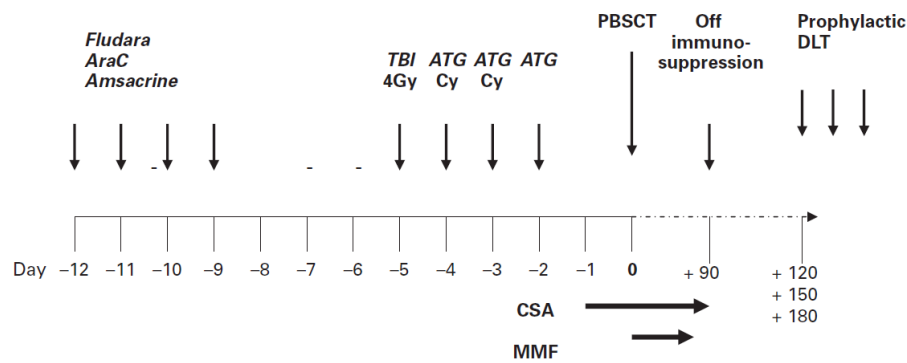 Fludara
AraC
Amsacrine
TBI
4Gy
ATG
Cy
ATG
Cy
ATG
PBSCT
Off
immuno-
suppression
Prophylactic
DLT
- - -
Day –12 –11 –10 –9 –8 –7 –6 –5 –4 –3 –2 –1 0 + 90 + 120
+ 150
+ 180
CSA
MMF